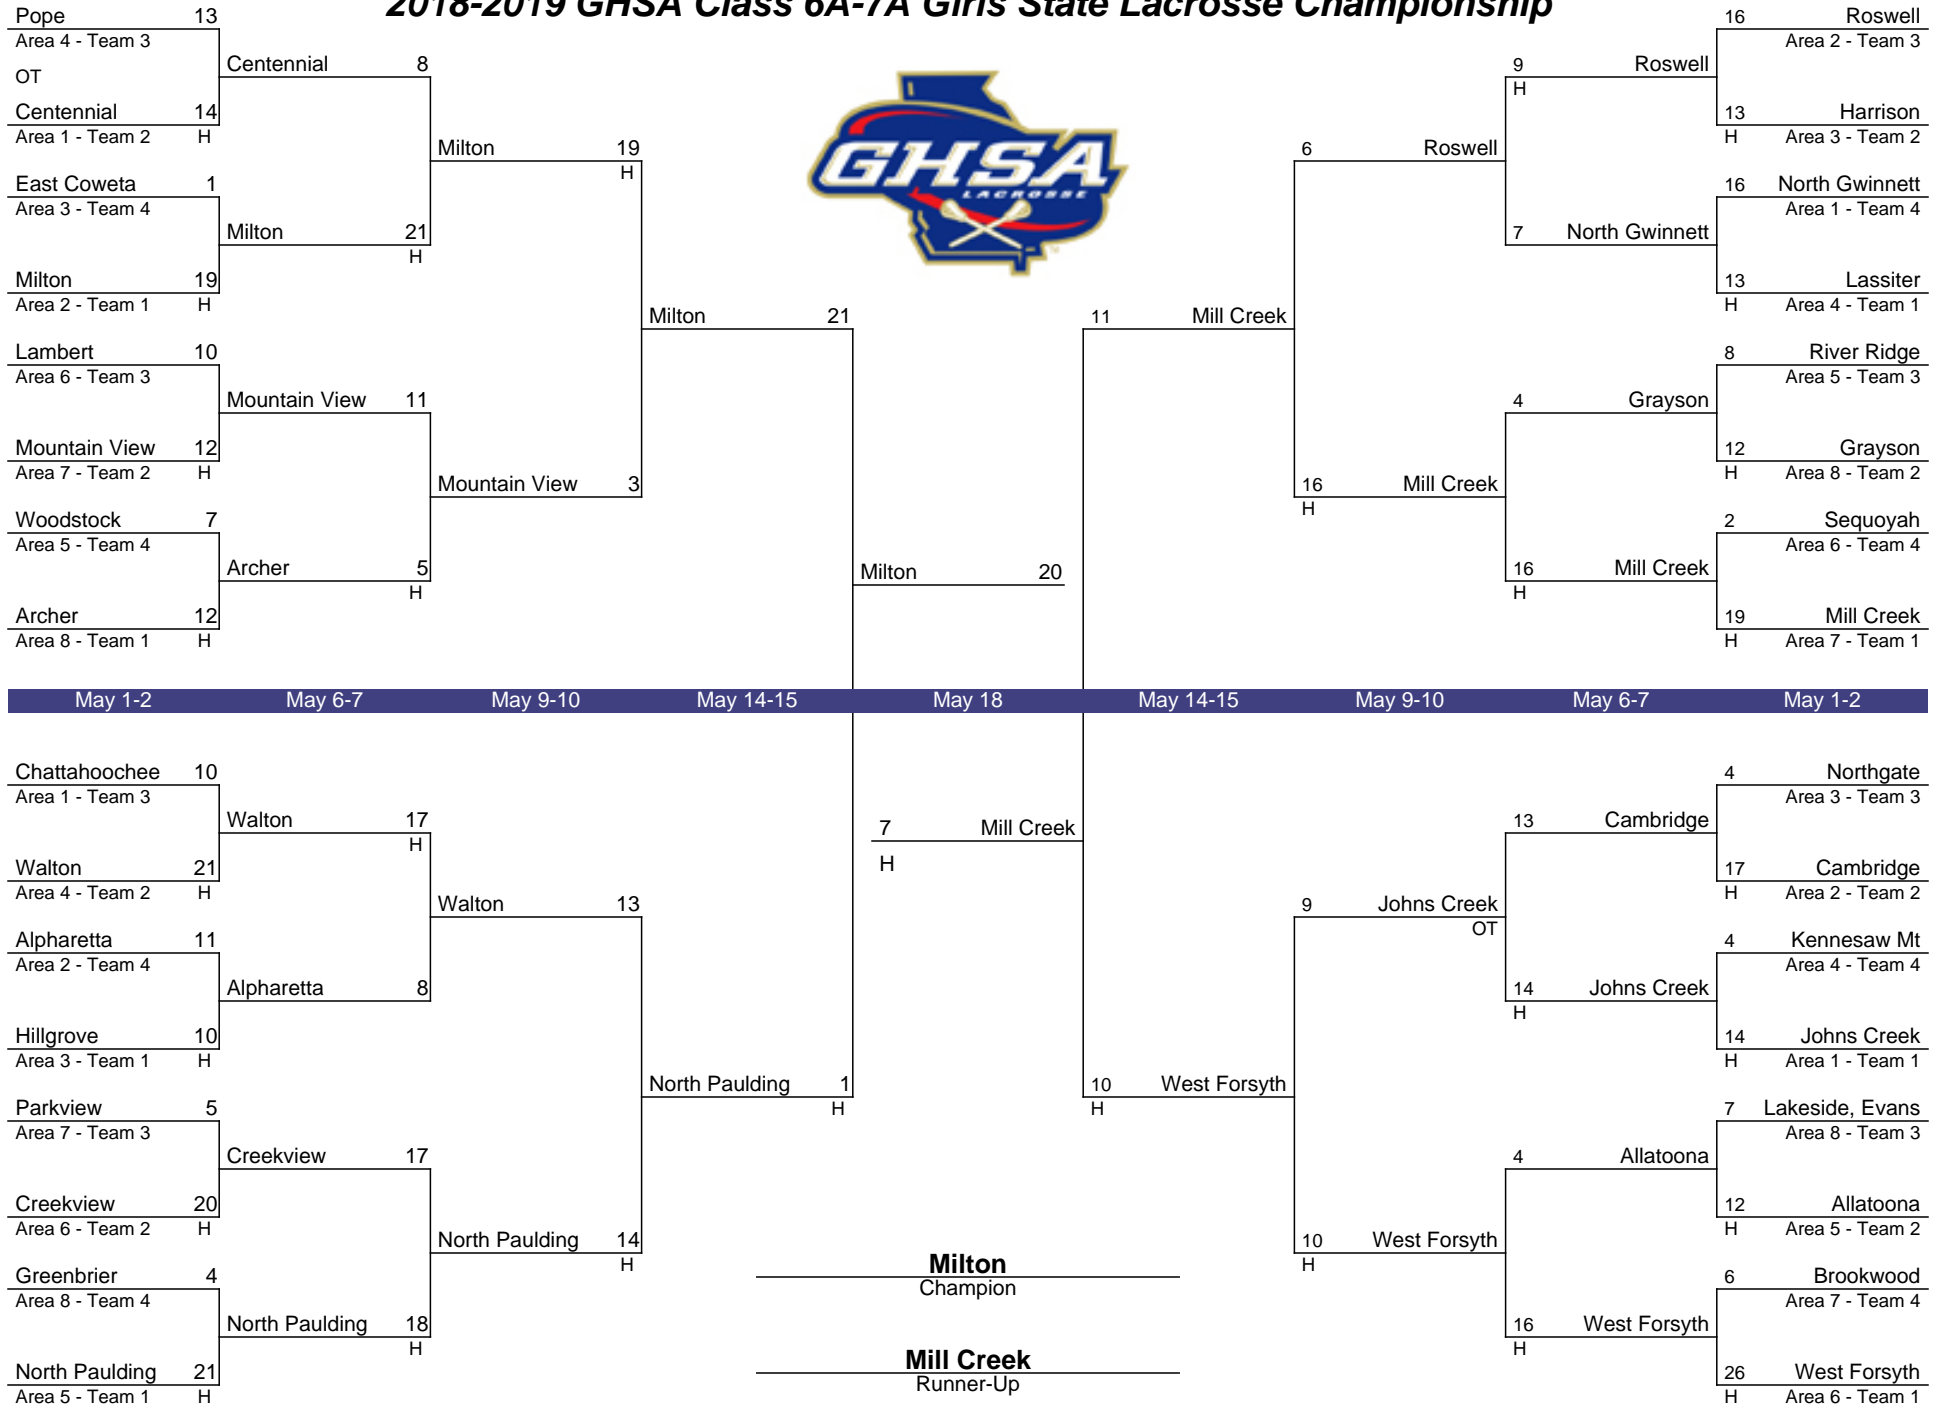 2018-2019 GHSA Class 6A-7A Girls State Lacrosse Championship
GHSA
LACROSSE
Pope 13
Area 4 - Team 3
OT
Centennial 14
Area 1 - Team 2 H
East Coweta 1
Area 3 - Team 4
Milton 19
Area 2 - Team 1 H
Lambert 10
Area 6 - Team 3
Mountain View 12
Area 7 - Team 2 H
Woodstock 7
Area 5 - Team 4
Archer 12
Area 8 - Team 1 H
Centennial 8
Milton 21
H
Mountain View 11
Archer 5
H
Milton 19
H
Mountain View 3
Milton 21
Milton 20
11 Mill Creek
6 Roswell
16 Mill Creek
H
9 Roswell
H
7 North Gwinnett
4 Grayson
16 Mill Creek
H
16 Roswell
Area 2 - Team 3
13 Harrison
H Area 3 - Team 2
16 North Gwinnett
Area 1 - Team 4
13 Lassiter
H Area 4 - Team 1
8 River Ridge
Area 5 - Team 3
12 Grayson
H Area 8 - Team 2
2 Sequoyah
Area 6 - Team 4
19 Mill Creek
H Area 7 - Team 1
May 1-2 May 6-7 May 9-10 May 14-15 May 18 May 14-15 May 9-10 May 6-7 May 1-2
Chattahoochee 10
Area 1 - Team 3
Walton 21
Area 4 - Team 2 H
Alpharetta 11
Area 2 - Team 4
Hillgrove 10
Area 3 - Team 1 H
Parkview 5
Area 7 - Team 3
Creekview 20
Area 6 - Team 2 H
Greenbrier 4
Area 8 - Team 4
North Paulding 21
Area 5 - Team 1 H
Walton 17
H
Alpharetta 8
Creekview 17
North Paulding 18
H
Walton 13
North Paulding 14
H
North Paulding 1
H
7 Mill Creek
H
10 West Forsyth
H
9 Johns Creek
OT
10 West Forsyth
H
13 Cambridge
14 Johns Creek
H
4 Allatoona
16 West Forsyth
H
4 Northgate
Area 3 - Team 3
17 Cambridge
H Area 2 - Team 2
4 Kennesaw Mt
Area 4 - Team 4
14 Johns Creek
H Area 1 - Team 1
7 Lakeside, Evans
Area 8 - Team 3
12 Allatoona
H Area 5 - Team 2
6 Brookwood
Area 7 - Team 4
26 West Forsyth
H Area 6 - Team 1
Milton
Champion
Mill Creek
Runner-Up